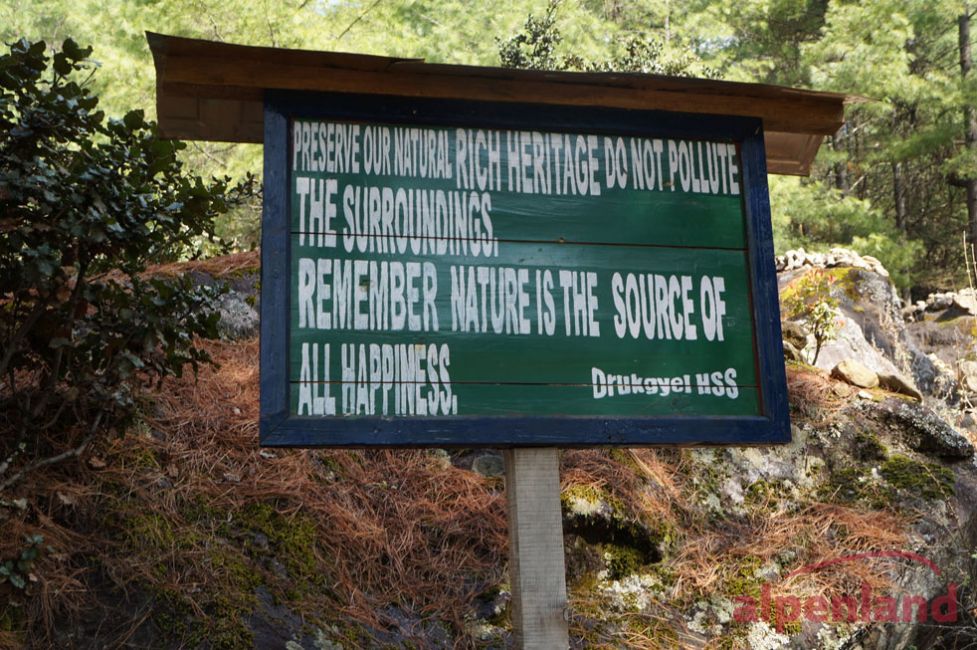 PRESERVE OUR NATURAL RICH HERITAGE DO NOT POLLUTE
THE SURROUNDINGS.
REMEMBER NATURE IS THE SOURCE OF
ALL HAPPINESS.
Drukgyel HSS
alpenland